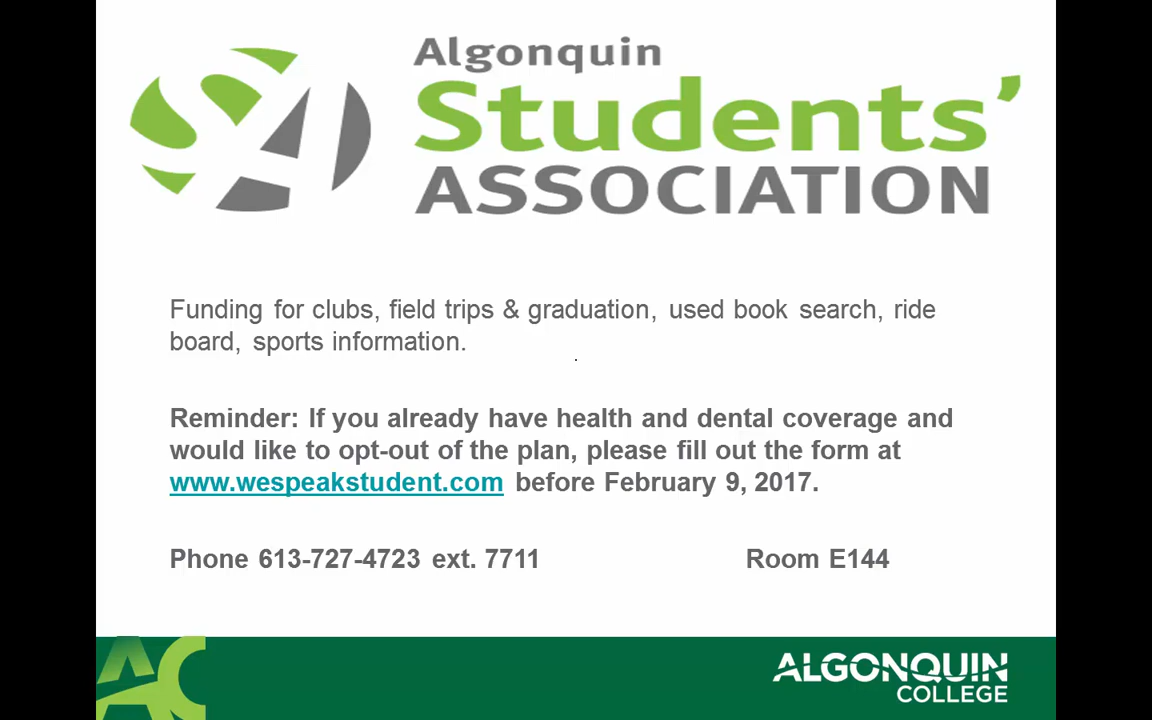 SA
Algonquin
Students’
ASSOCIATION
Funding for clubs, field trips & graduation, used book search, ride
board, sports information.
Reminder: If you already have health and dental coverage and
would like to opt-out of the plan, please fill out the form at
www.wespeakstudent.com before February 9, 2017.
Phone 613-727-4723 ext. 7711 Room E144
AC
ALGONQUIN
COLLEGE